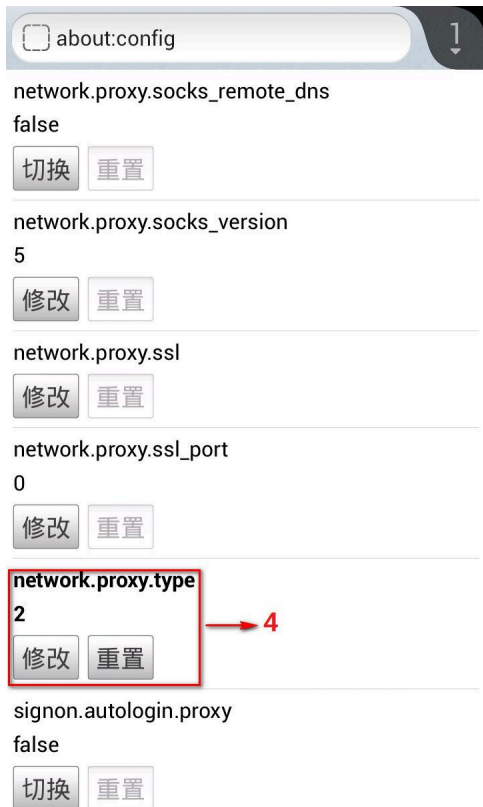 about:config
1
network.proxy.socks_remote_dns
false
切换 重置
network.proxy.socks_version
5
修改 重置
network.proxy.ssl
修改 重置
network.proxy.ssl_port
0
修改 重置
network.proxy.type
2
4
修改 重置
signon.autologin.proxy
false
切换 重置